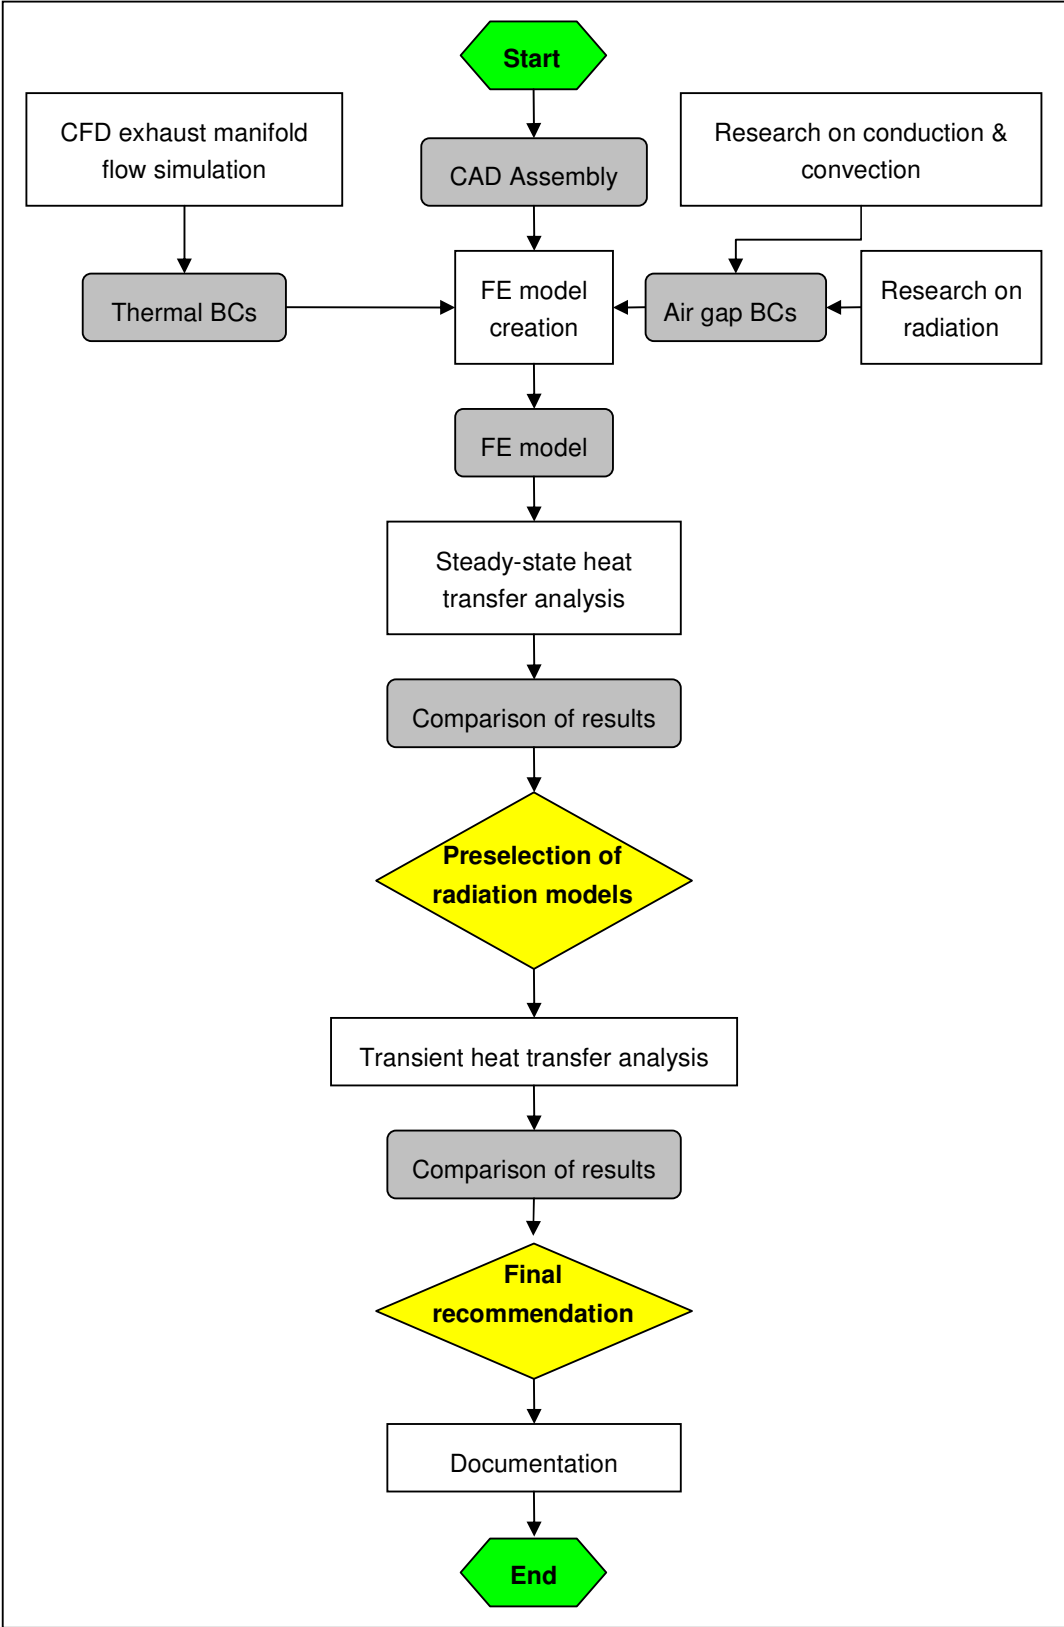 Start
CFD exhaust manifold
flow simulation
CAD Assembly
Research on conduction &
convection
Thermal BCs
FE model
creation
Air gap BCs
Research on
radiation
FE model
Steady-state heat
transfer analysis
Comparison of results
Preselection of
radiation models
Transient heat transfer analysis
Comparison of results
Final
recommendation
Documentation
End